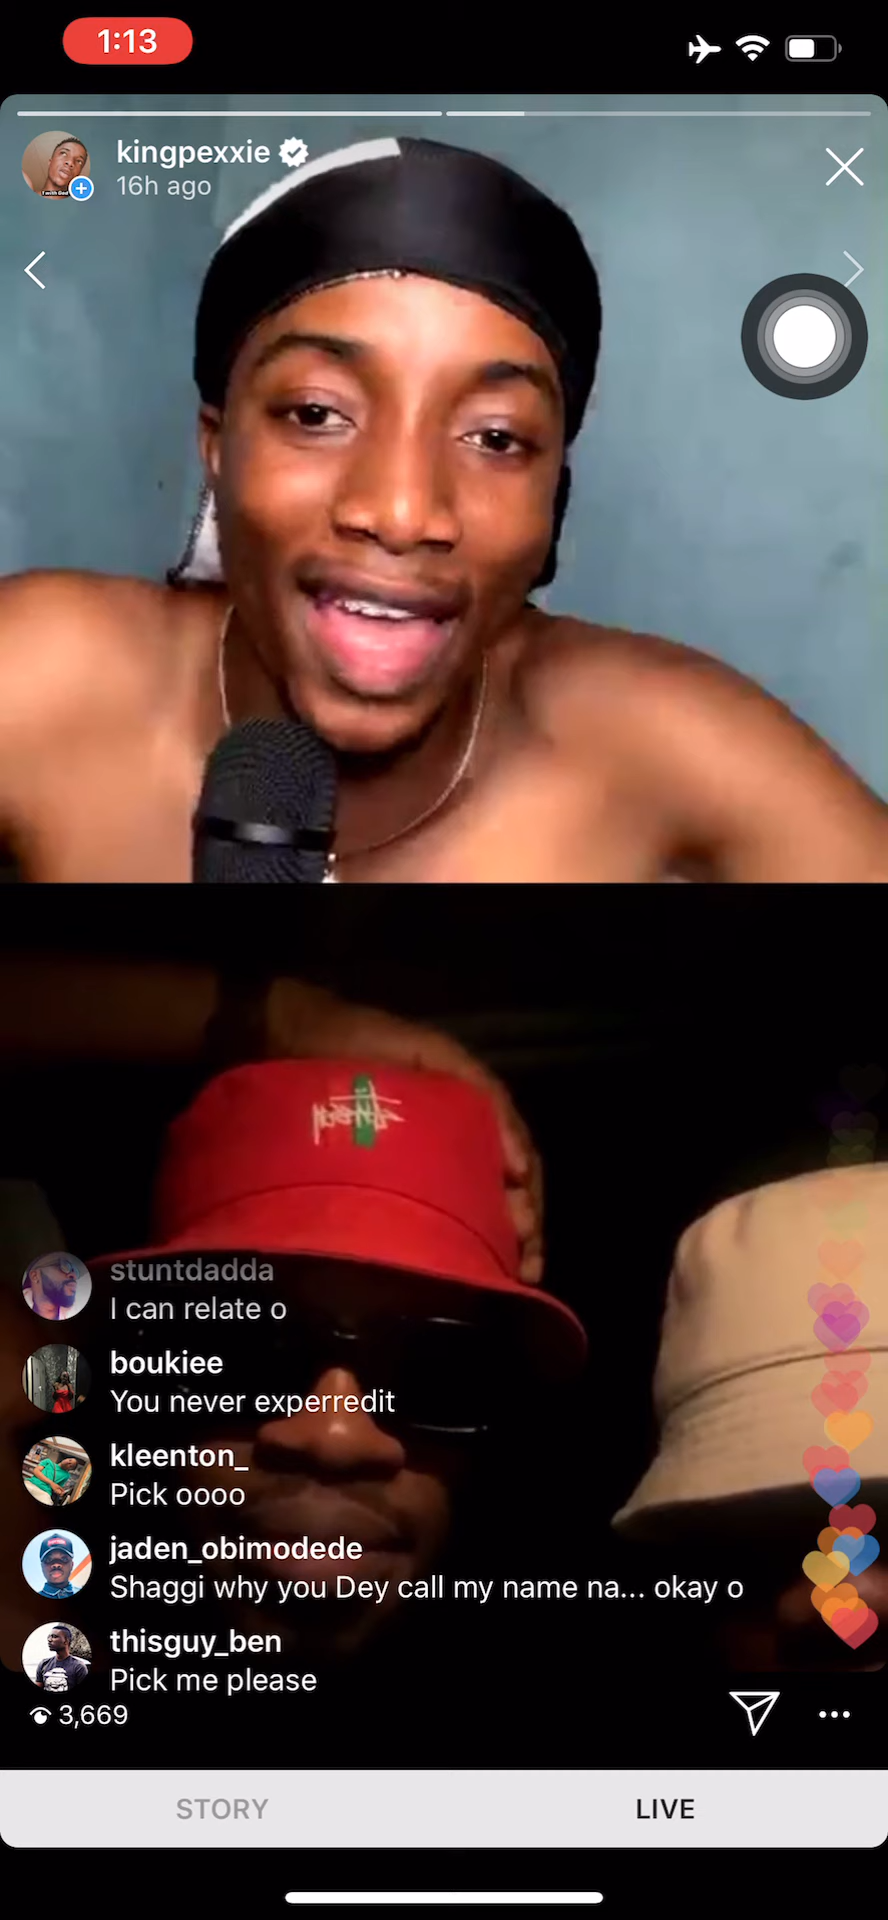 1:13
kingpexxie
16h ago
stuntdadda
I can relate o
boukiee
You never experredit
kleenton_
Pick oooo
jaden_obimodede
Shaggi why you Dey call my name na... okay o
thisguy_ben
Pick me please
3,669
STORY
LIVE